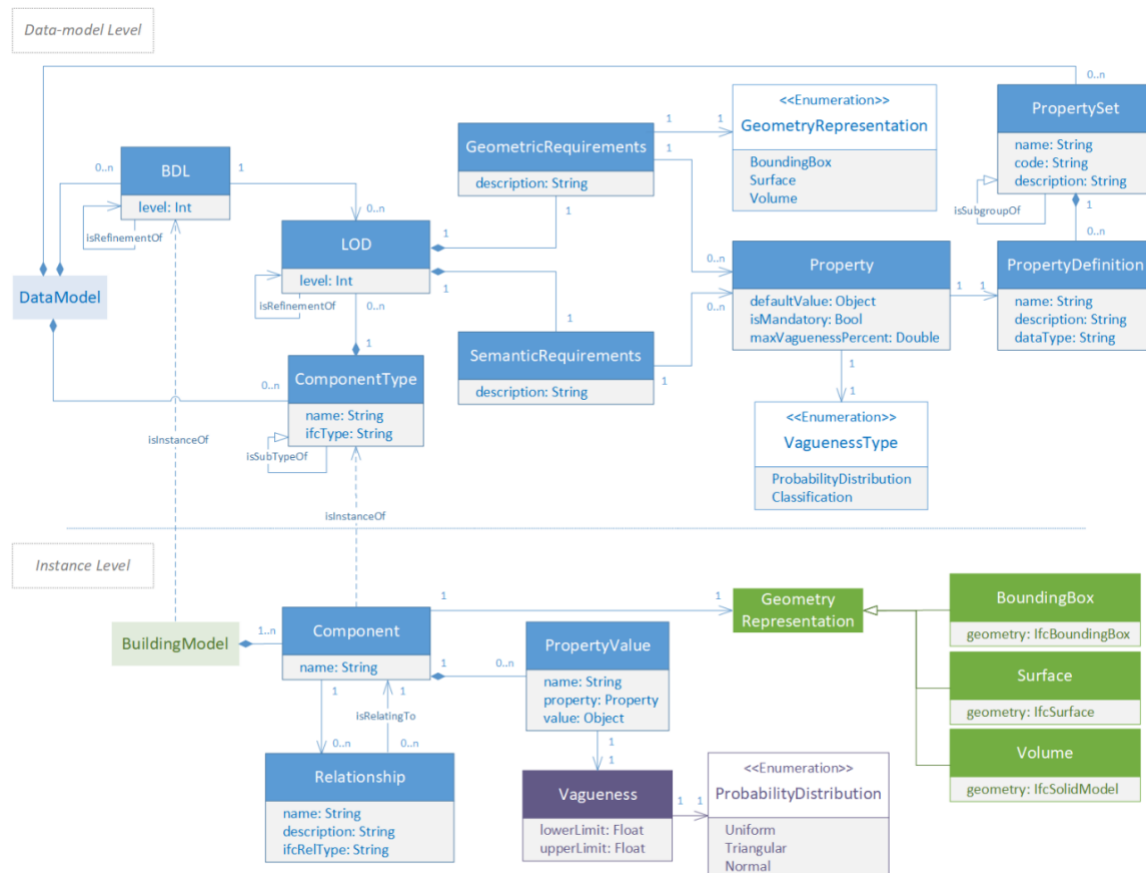 Data-model Level
0..n
<<Enumeration>>
GeometryRepresentation
BoundingBox
Surface
Volume
PropertySet
name: String
code: String
description: String
isSubgroupOf
1
0..n
GeometricRequirements
description: String
1
1
1
1
0..n
BDL
level: Int
isRefinementOf
0..n
1
0..n
LOD
level: Int
isRefinementOf
1
1
1
0..n
0..n
Property
defaultValue: Object
isMandatory: Bool
maxVaguenessPercent: Double
1
1
PropertyDefinition
name: String
description: String
dataType: String
DataModel
0..n
1
1
SemanticRequirements
description: String
1
1
1
ComponentType
name: String
ifcType: String
isSubTypeOf
0..n
<<Enumeration>>
VaguenessType
ProbabilityDistribution
Classification
isInstanceOf
isInstanceOf
Instance Level
BuildingModel
1..n
Component
name: String
1
1
Geometry
Representation
BoundingBox
geometry: IfcBoundingBox
1
0..n
PropertyValue
name: String
property: Property
value: Object
Surface
geometry: IfcSurface
1
1
isRelatingTo
0..n
0..n
1
1
Volume
geometry: IfcSolidModel
Relationship
name: String
description: String
ifcRelType: String
Vagueness
lowerLimit: Float
upperLimit: Float
1
1
<<Enumeration>>
ProbabilityDistribution
Uniform
Triangular
Normal